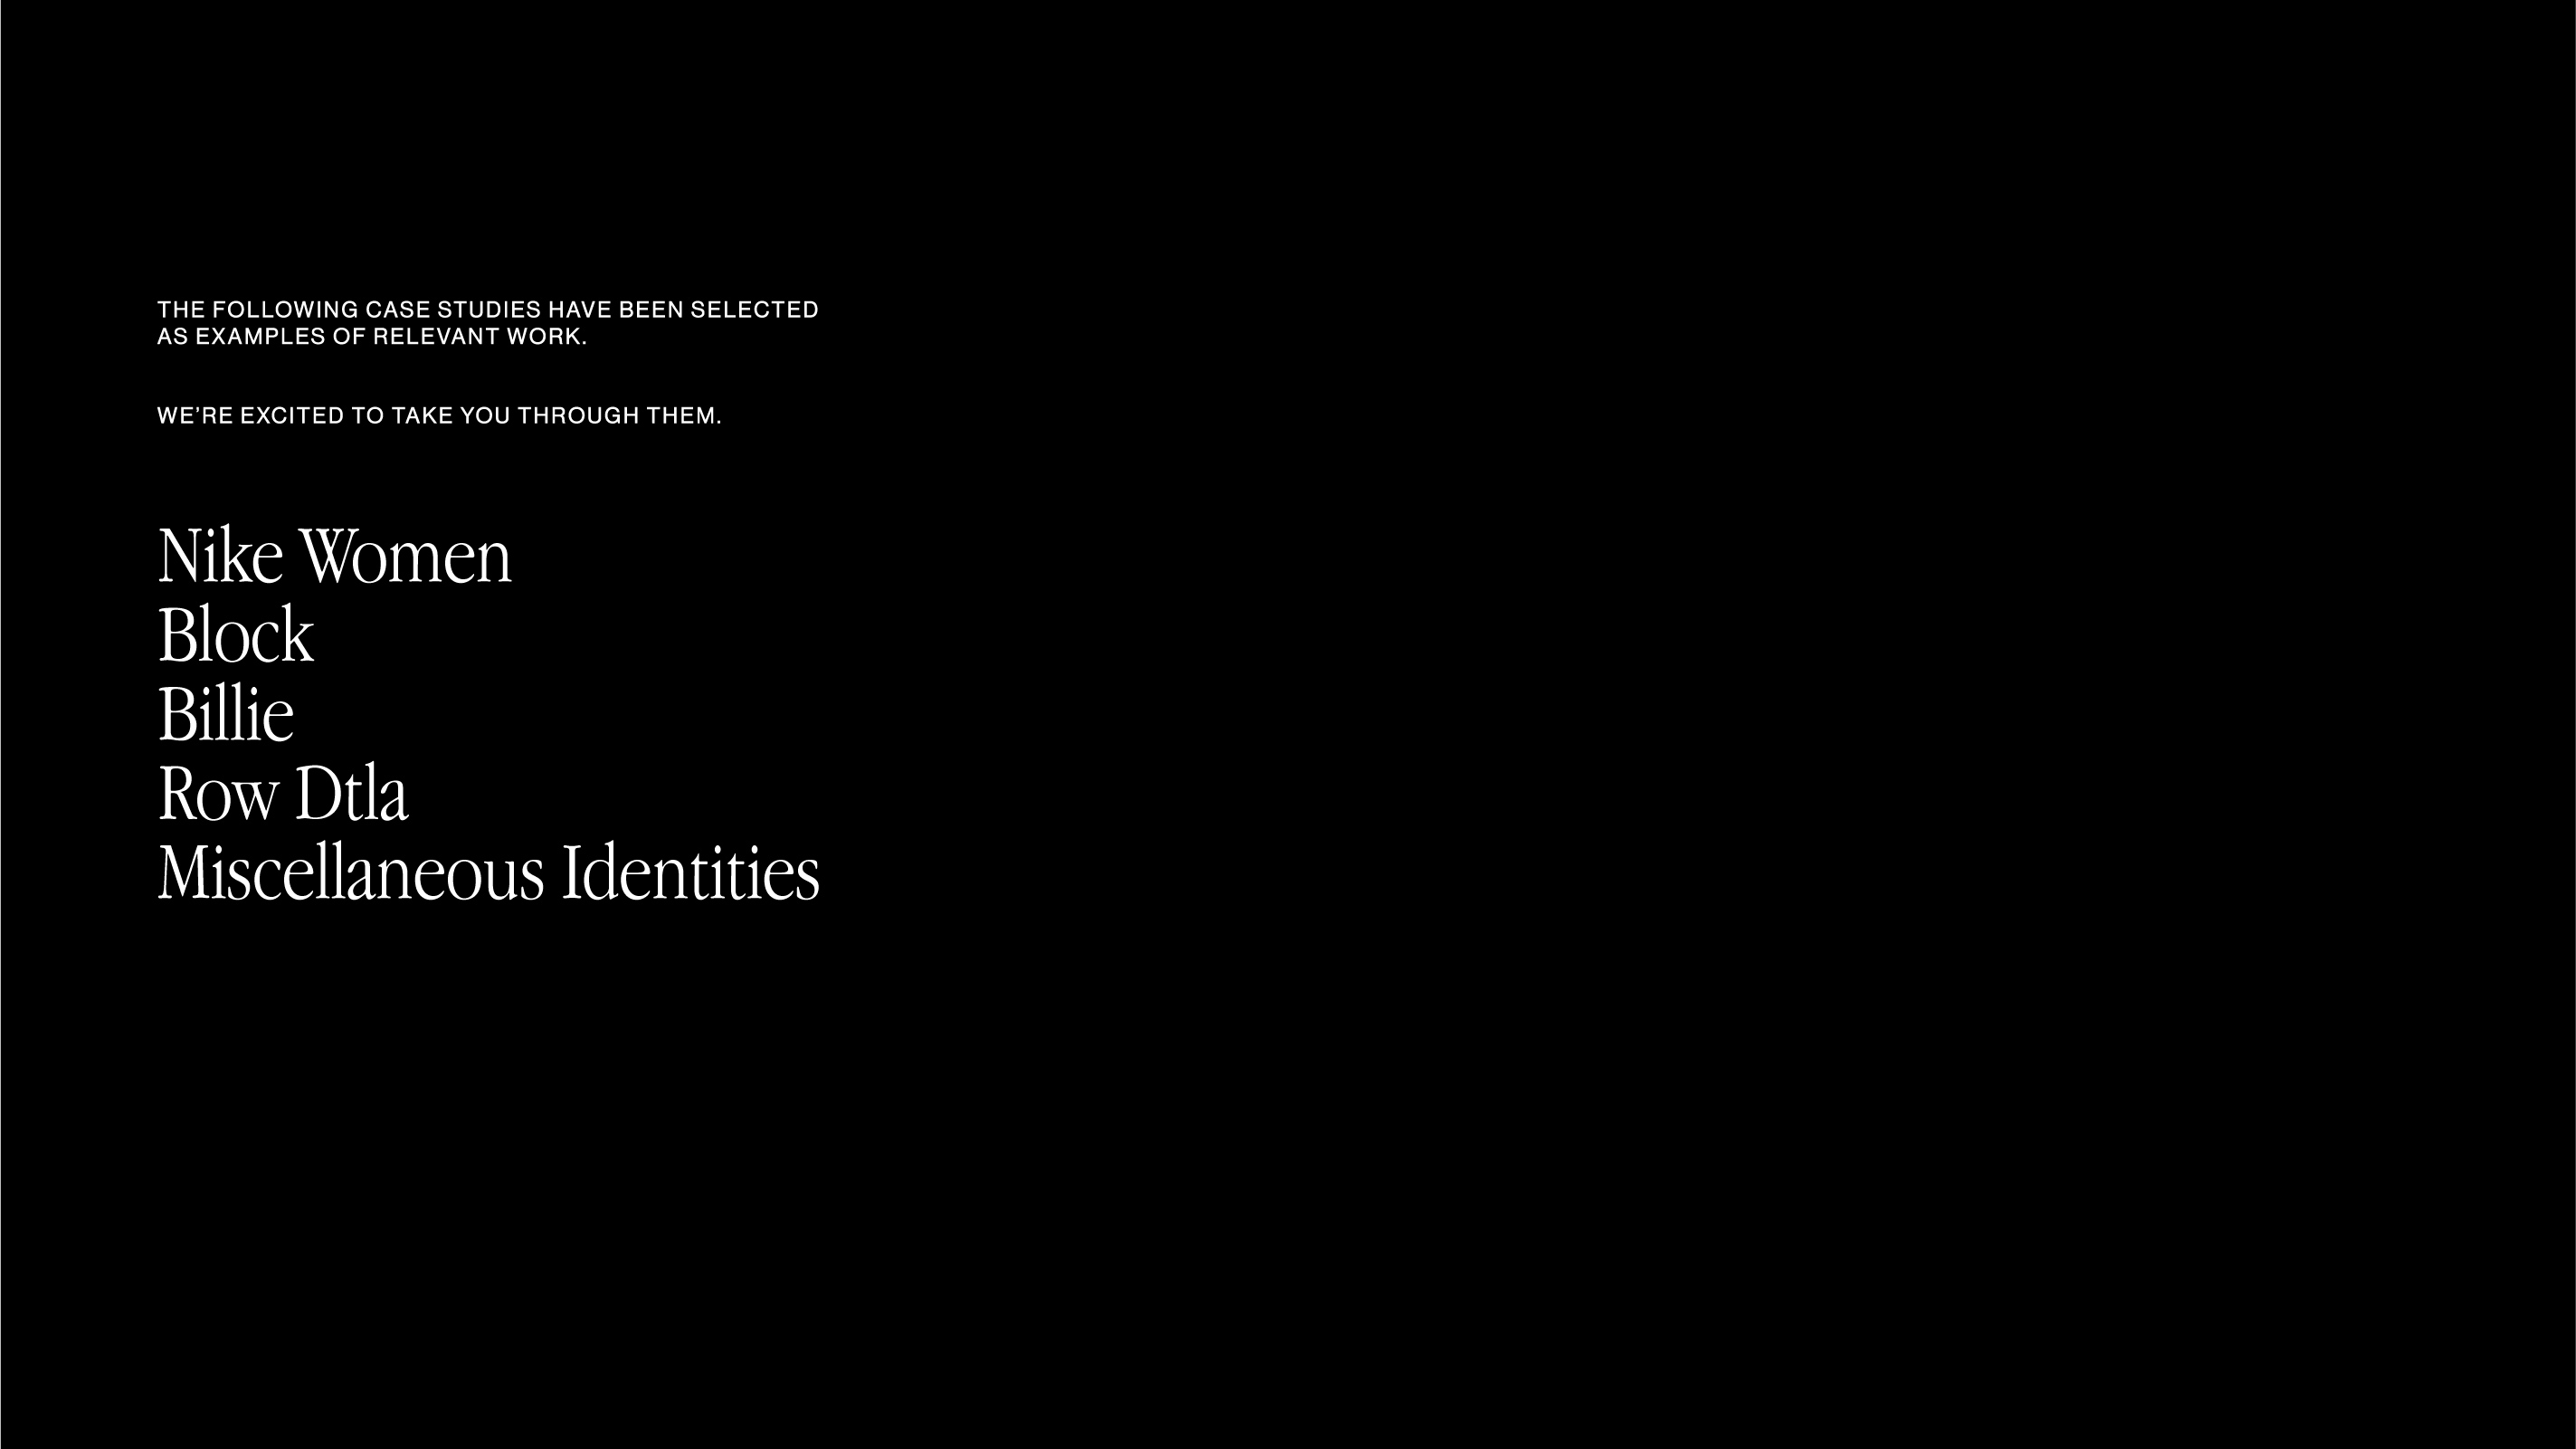 THE FOLLOWING CASE STUDIES HAVE BEEN SELECTED
AS EXAMPLES OF RELEVANT WORK.
WE’RE EXCITED TO TAKE YOU THROUGH THEM.
Nike Women
Block
Billie
Row Dtla
Miscellaneous Identities